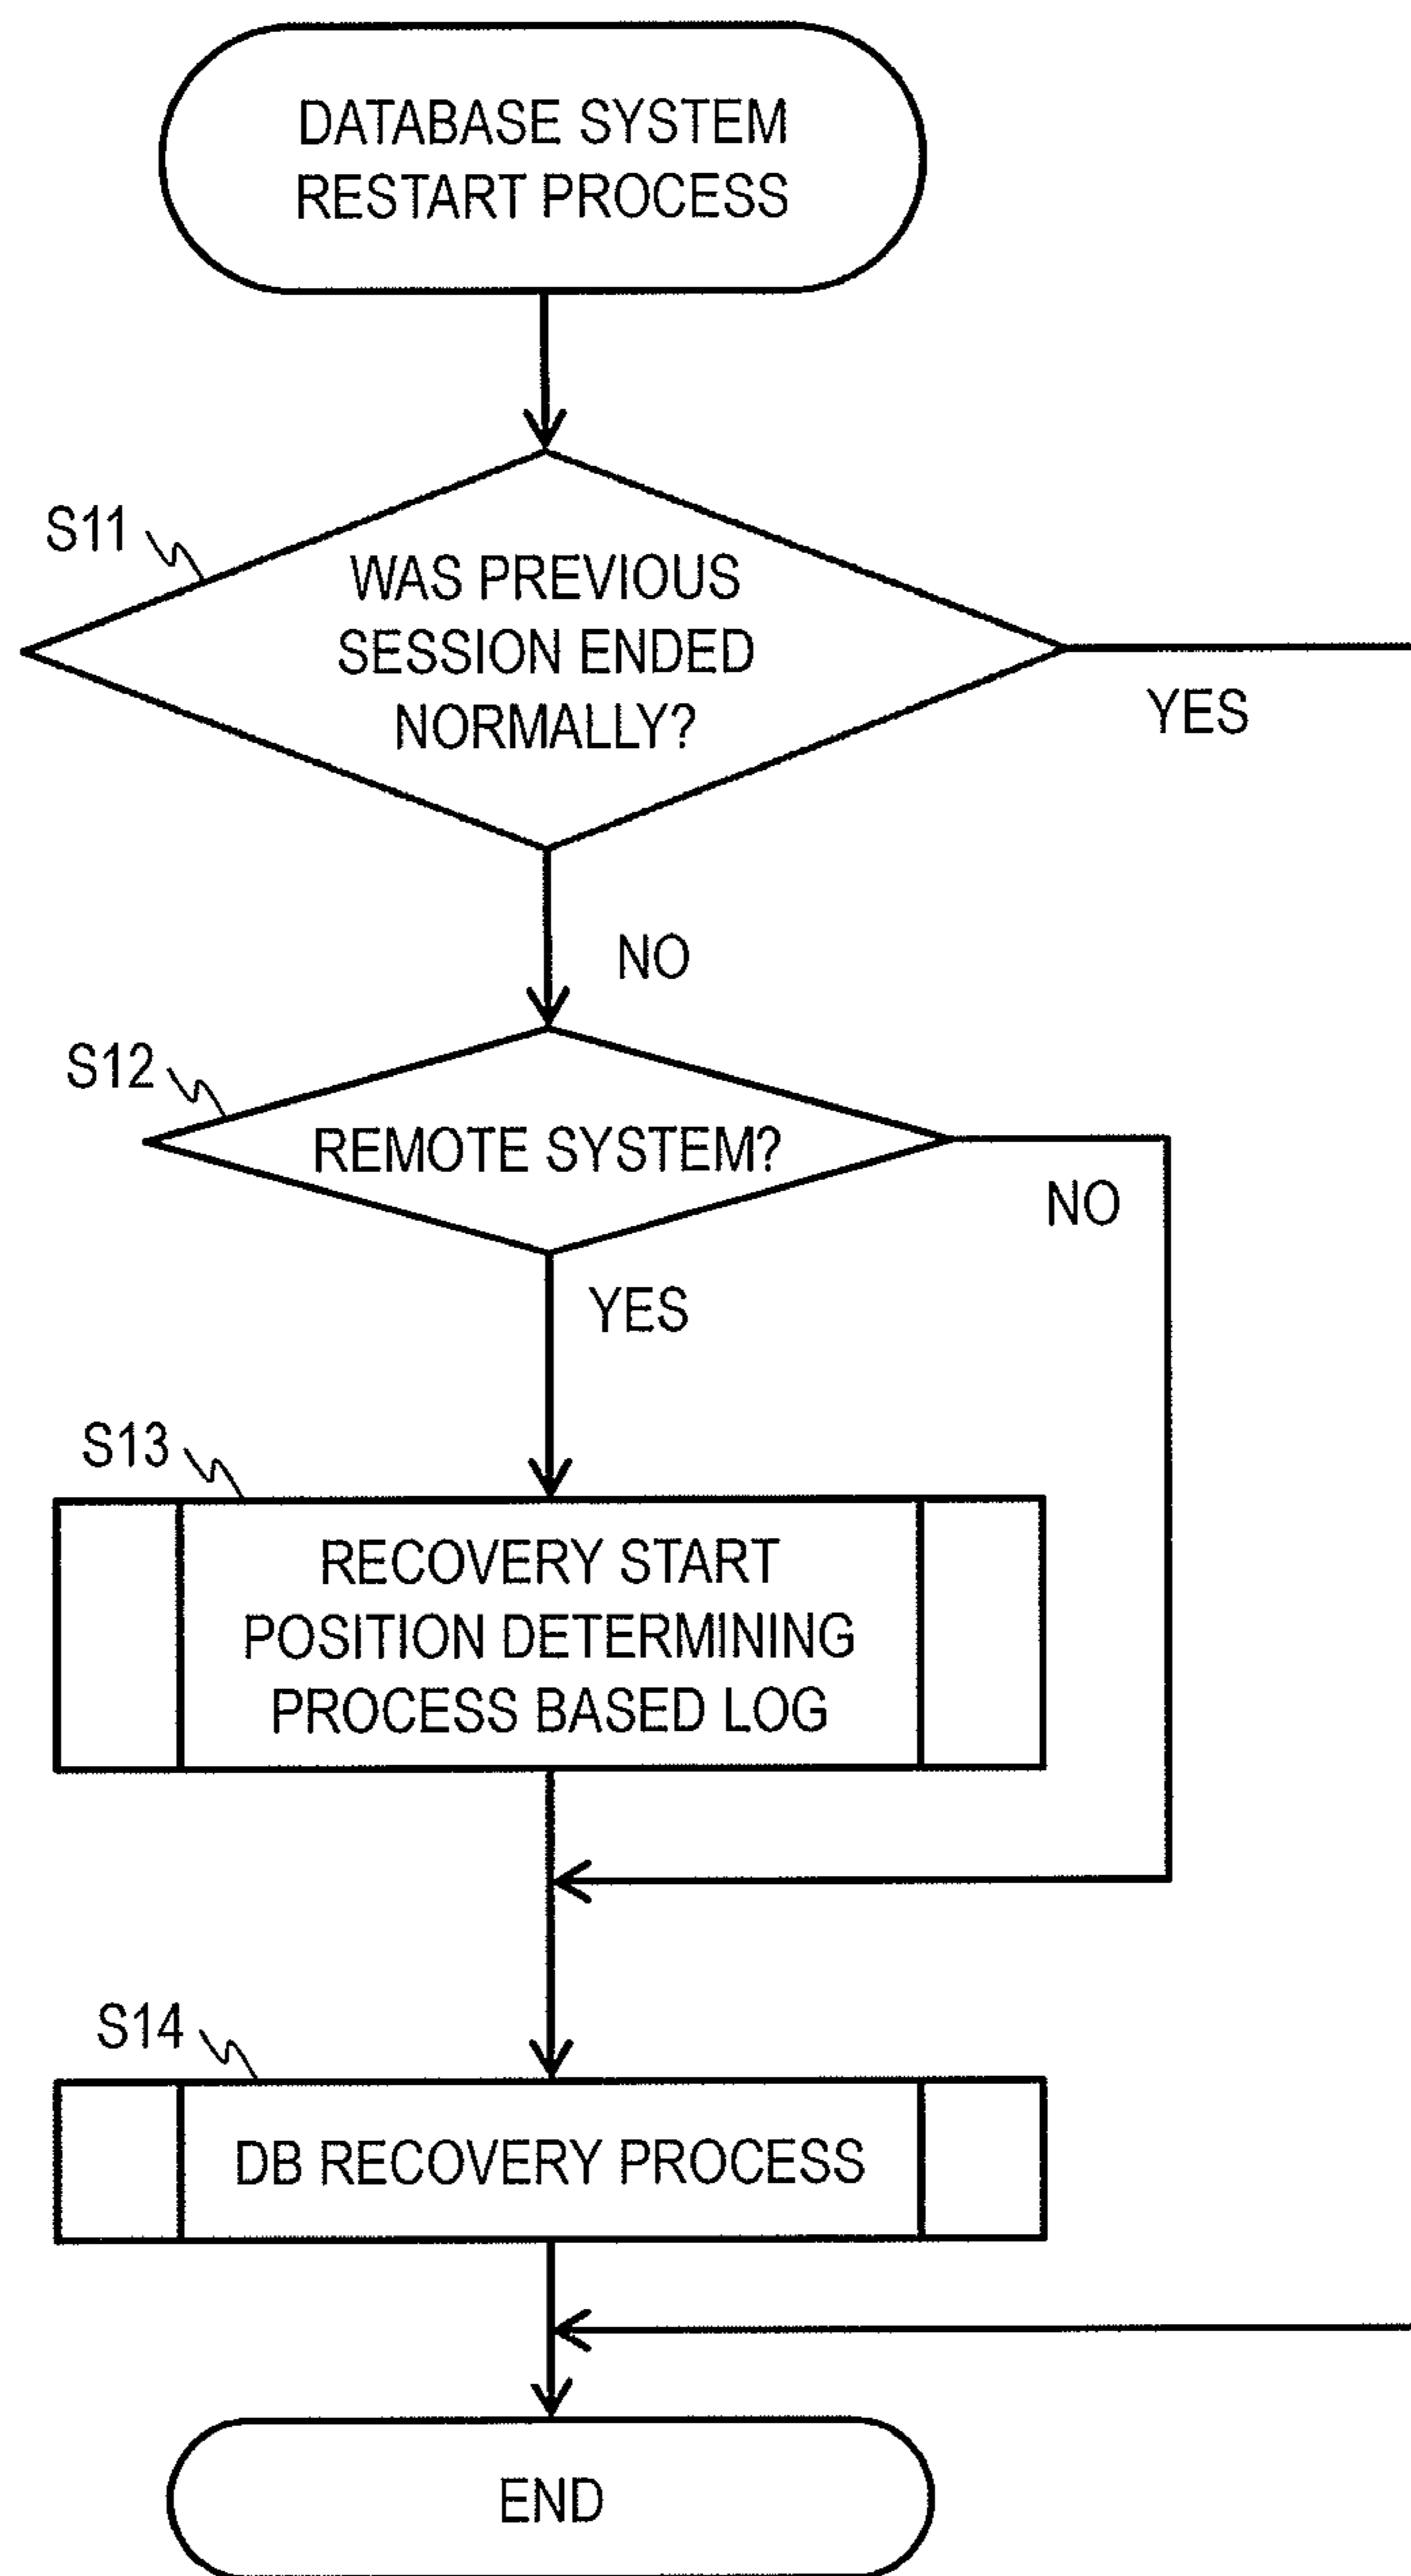 DATABASE SYSTEM
RESTART PROCESS
S11
WAS PREVIOUS
SESSION ENDED
NORMALLY?
YES
NO
S12
REMOTE SYSTEM?
NO
YES
S13
RECOVERY START
POSITION DETERMINING
PROCESS BASED LOG
S14
DB RECOVERY PROCESS
END